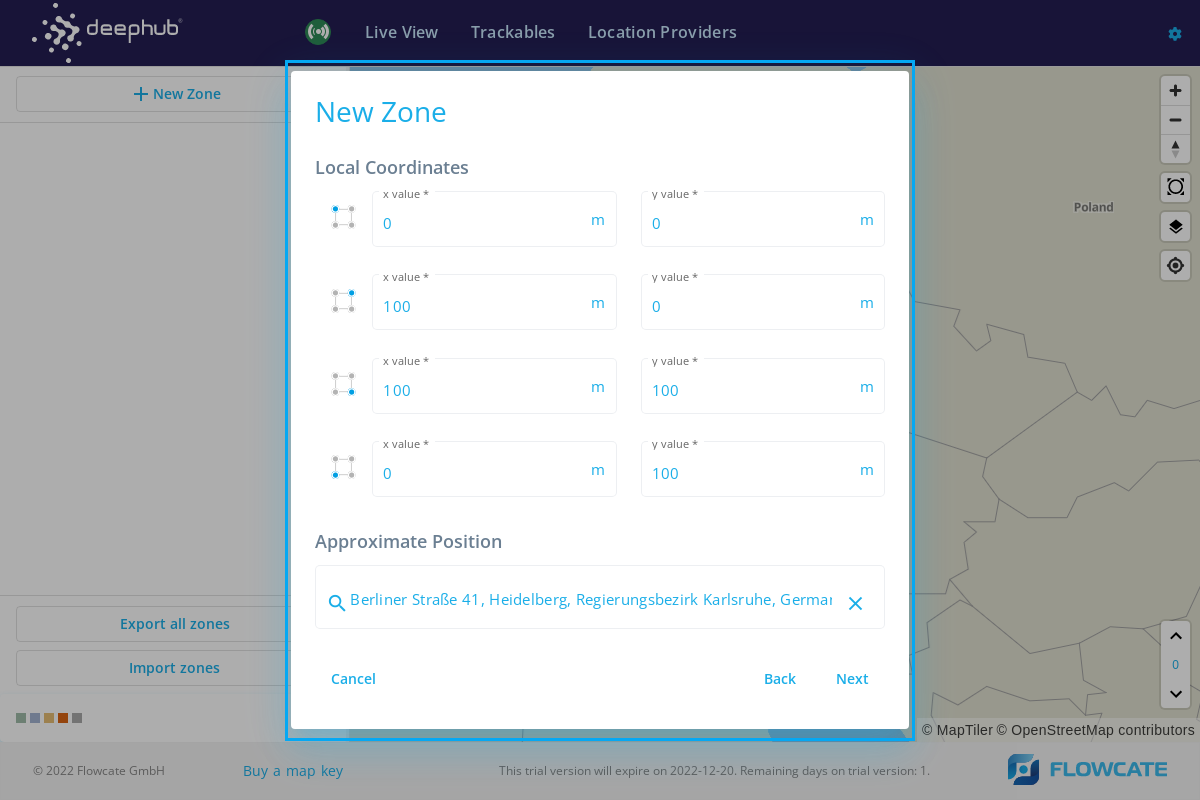 deephub
Live View
Trackables
Location Providers
New Zone
New Zone
Local Coordinates
x value *
0 m
y value *
0 m
x value *
100 m
y value *
0 m
x value *
100 m
y value *
100 m
x value *
0 m
y value *
100 m
Approximate Position
Berliner Straße 41, Heidelberg, Regierungsbezirk Karlsruhe, German
Cancel
Back
Next
Poland
Export all zones
Import zones
0
© MapTiler © OpenStreetMap contributors
© 2022 Flowcate GmbH
Buy a map key
This trial version will expire on 2022-12-20. Remaining days on trial version: 1.
FLOWCATE